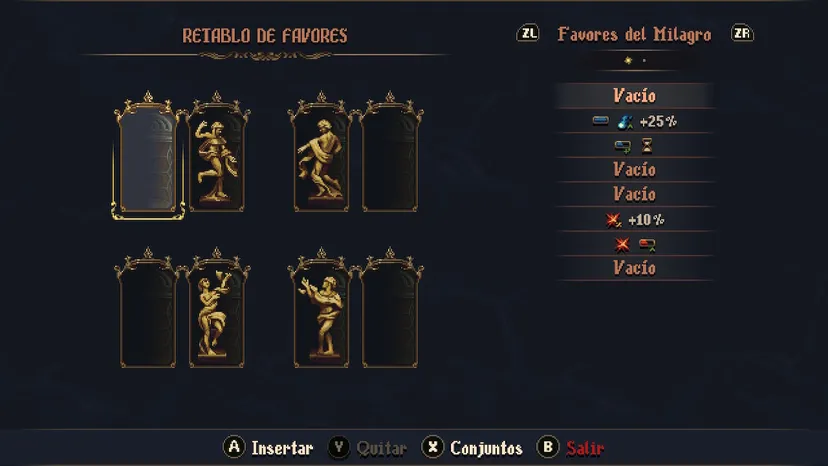 RETABLO DE FAVORES
ZL Favores del Milagro ZR
Vacío
+25%
Vacío
Vacío
+10%
Vacío
A Insertar Y Quitar X Conjuntos B Salir